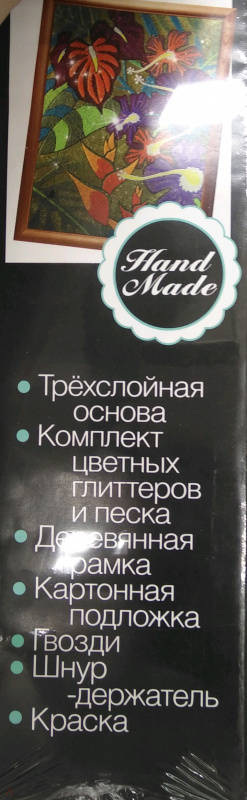 Hand
Made
Трёхслойная
основа
Комплект
цветных
глиттеров
и песка
Деревянная
рамка
Картонная
подложка
Гвозди
Шнур
-держатель
Краска